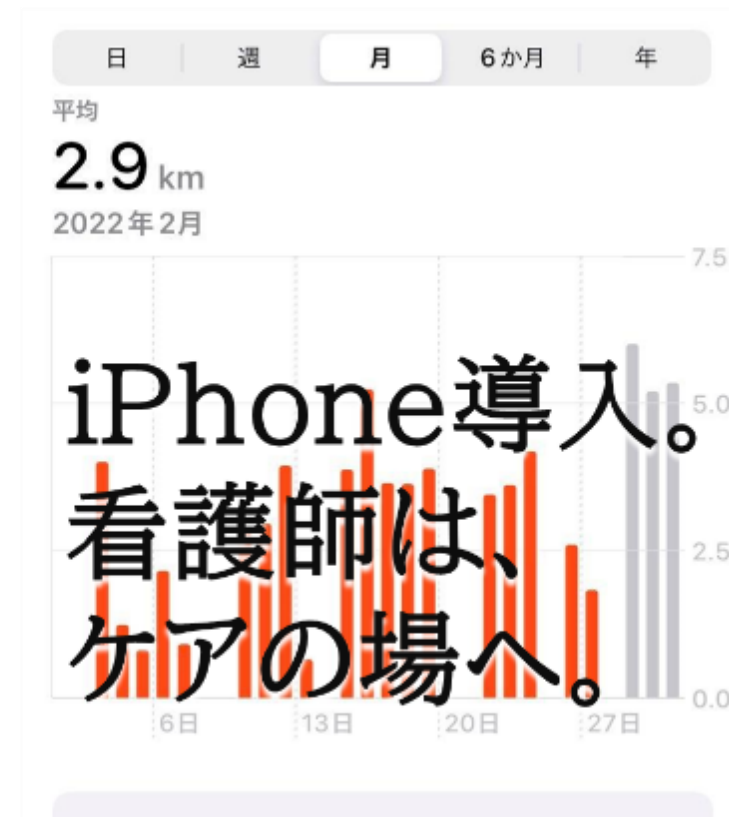 日 週 月 6か月 年
平均
2.9 km
2022年2月
7.5
iPhone導入。
5.0
看護師は、
2.5
ケアの場へ。
0.0
6日 13日 20日 27日